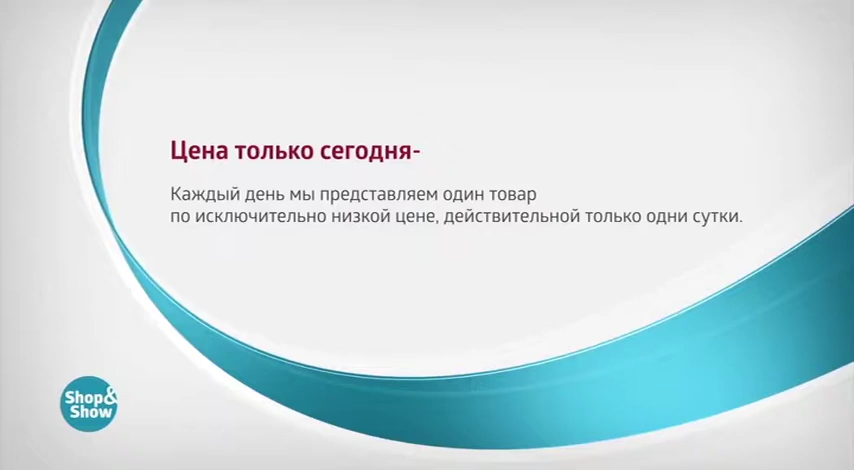 Цена только сегодня-
Каждый день мы представляем один товар
по исключительно низкой цене, действительной только одни сутки.
Shop&
Show